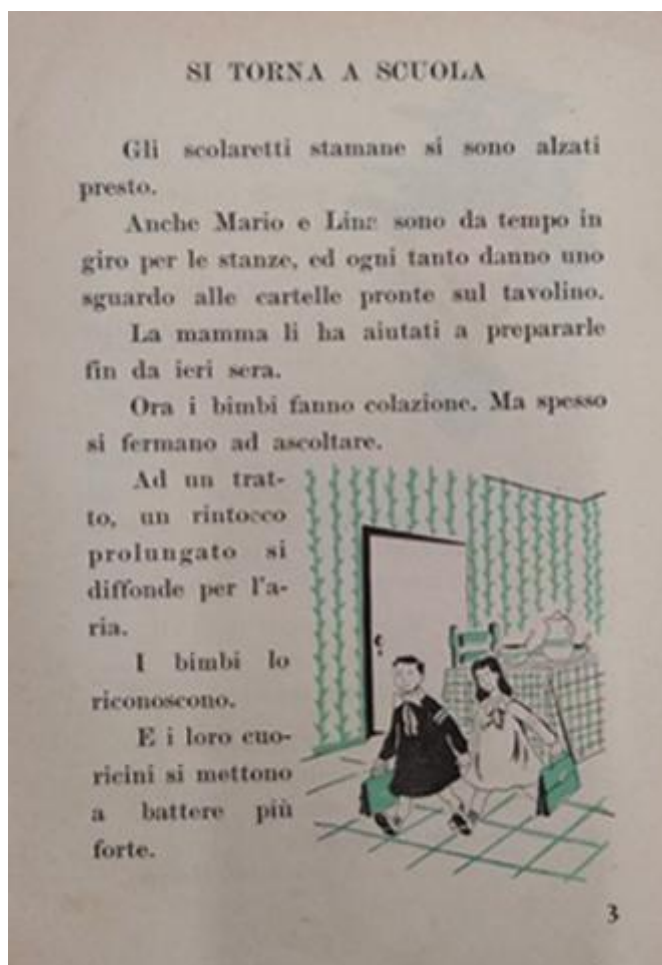 SI TORNA A SCUOLA
Gli scolaretti stamane si sono alzati
presto.
Anche Mario e Lina sono da tempo in
giro per le stanze, ed ogni tanto danno uno
sguardo alle cartelle pronte sul tavolino.
La mamma li ha aiutati a prepararle
fin da ieri sera.
Ora i bimbi fanno colazione. Ma spesso
si fermano ad ascoltare.
Ad un trat-
to, un rintocco
prolungato si
diffonde per l'a-
ria.
I bimbi lo
riconoscono.
E i loro cuo-
ricini si mettono
a battere più
forte.
3